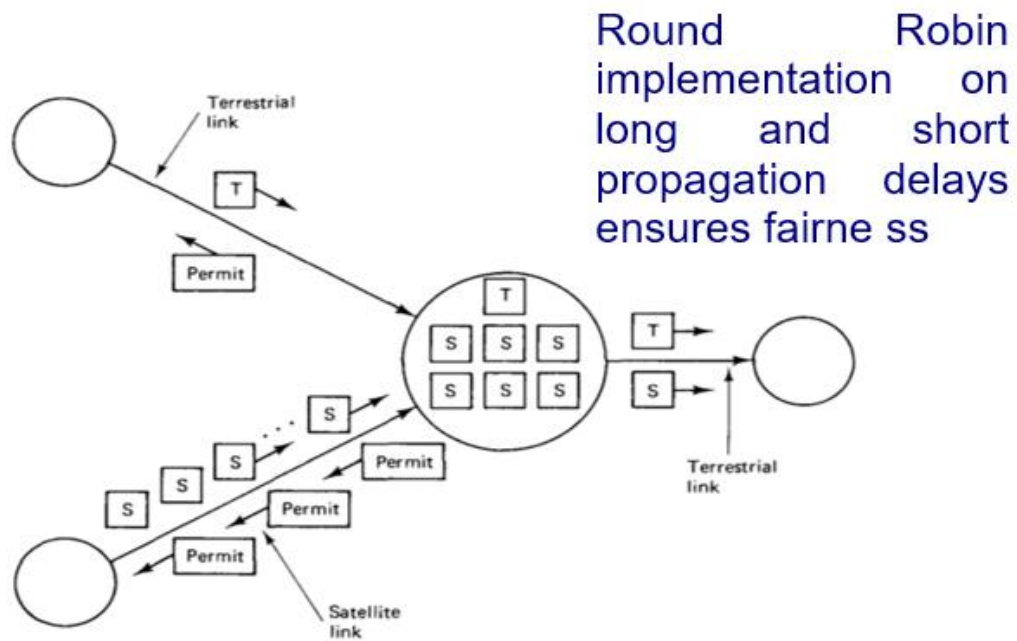 Round Robin
implementation on
long and short
propagation delays
ensures fairne ss
Terrestrial
link
T
Permit
T
S S S
S S S
T
S
S
S
S
S
Permit
Permit
Permit
Terrestrial
link
Satellite
link